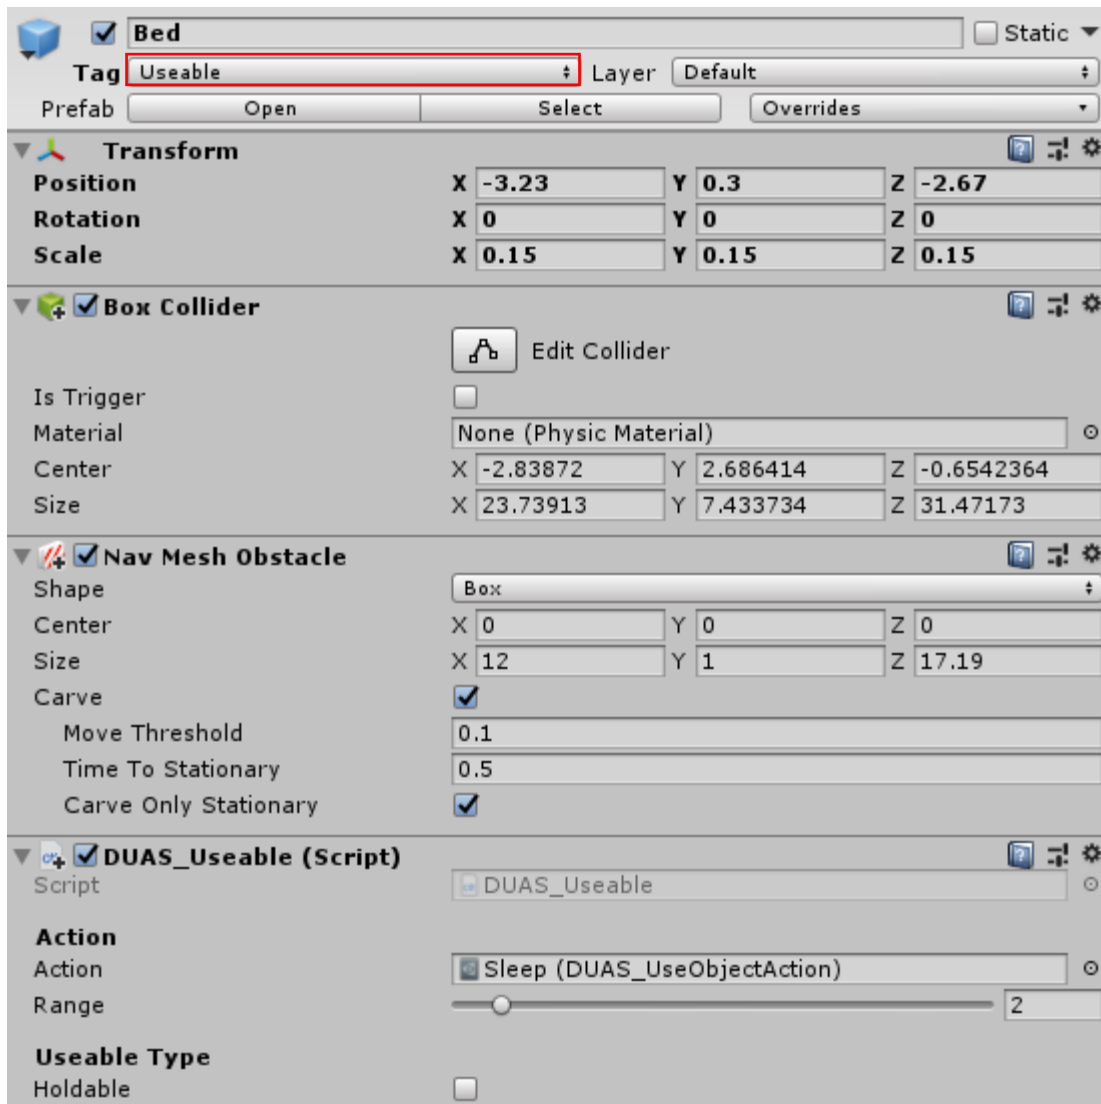 Bed Static
Tag Useable Layer Default
Prefab Open Select Overrides
Transform
Position X -3.23 Y 0.3 Z -2.67
Rotation X 0 Y 0 Z 0
Scale X 0.15 Y 0.15 Z 0.15
Box Collider
Edit Collider
Is Trigger
Material None (Physic Material)
Center X -2.83872 Y 2.686414 Z -0.6542364
Size X 23.73913 Y 7.433734 Z 31.47173
Nav Mesh Obstacle
Shape Box
Center X 0 Y 0 Z 0
Size X 12 Y 1 Z 17.19
Carve
Move Threshold 0.1
Time To Stationary 0.5
Carve Only Stationary
DUAS_Useable (Script)
Script DUAS_Useable
Action
Action Sleep (DUAS_UseObjectAction)
Range 2
Useable Type
Holdable